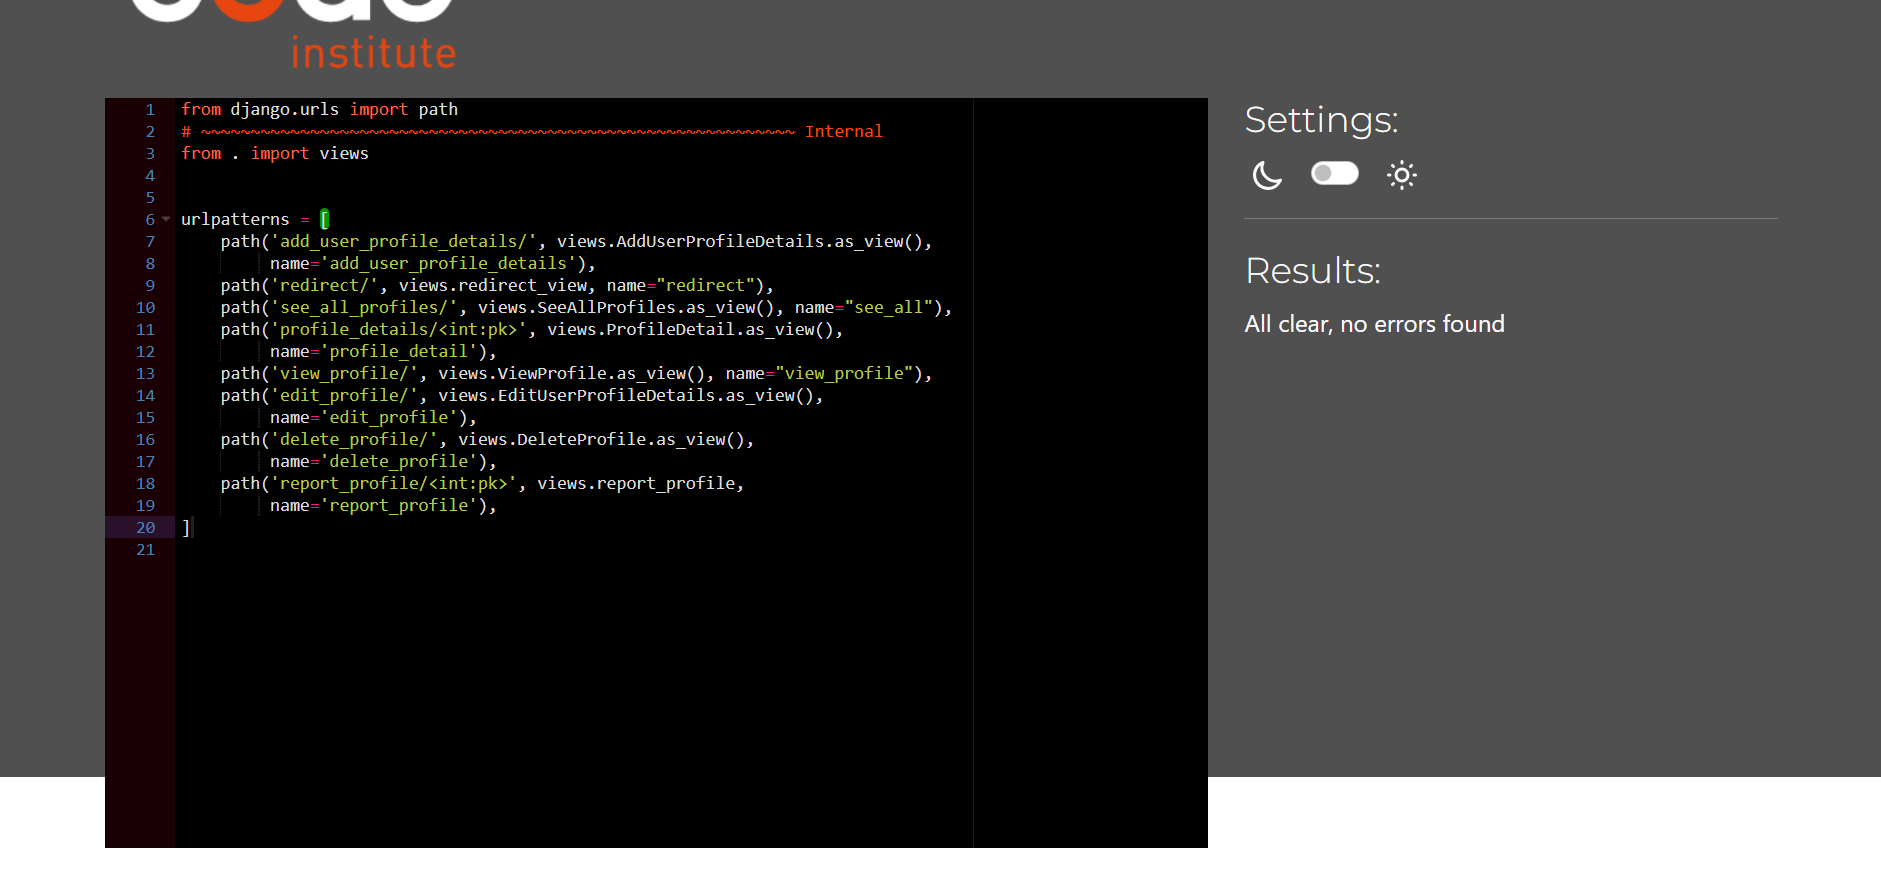 institute
1 from django.urls import path
2 # ~~~~~~~~~~~~~~~~~~~~~~~~~~~~~~~~~~~~~~~~~~~~~~~~~~~~~~~~~~~~ Internal
3 from . import views
4
5
6 urlpatterns = [
7     path('add_user_profile_details/', views.AddUserProfileDetails.as_view(),
8          name='add_user_profile_details'),
9     path('redirect/', views.redirect_view, name="redirect"),
10     path('see_all_profiles/', views.SeeAllProfiles.as_view(), name="see_all"),
11     path('profile_details/<int:pk>', views.ProfileDetail.as_view(),
12          name='profile_detail'),
13     path('view_profile/', views.ViewProfile.as_view(), name="view_profile"),
14     path('edit_profile/', views.EditUserProfileDetails.as_view(),
15          name='edit_profile'),
16     path('delete_profile/', views.DeleteProfile.as_view(),
17          name='delete_profile'),
18     path('report_profile/<int:pk>', views.report_profile,
19          name='report_profile'),
20 ]
21
Settings:
Results:
All clear, no errors found